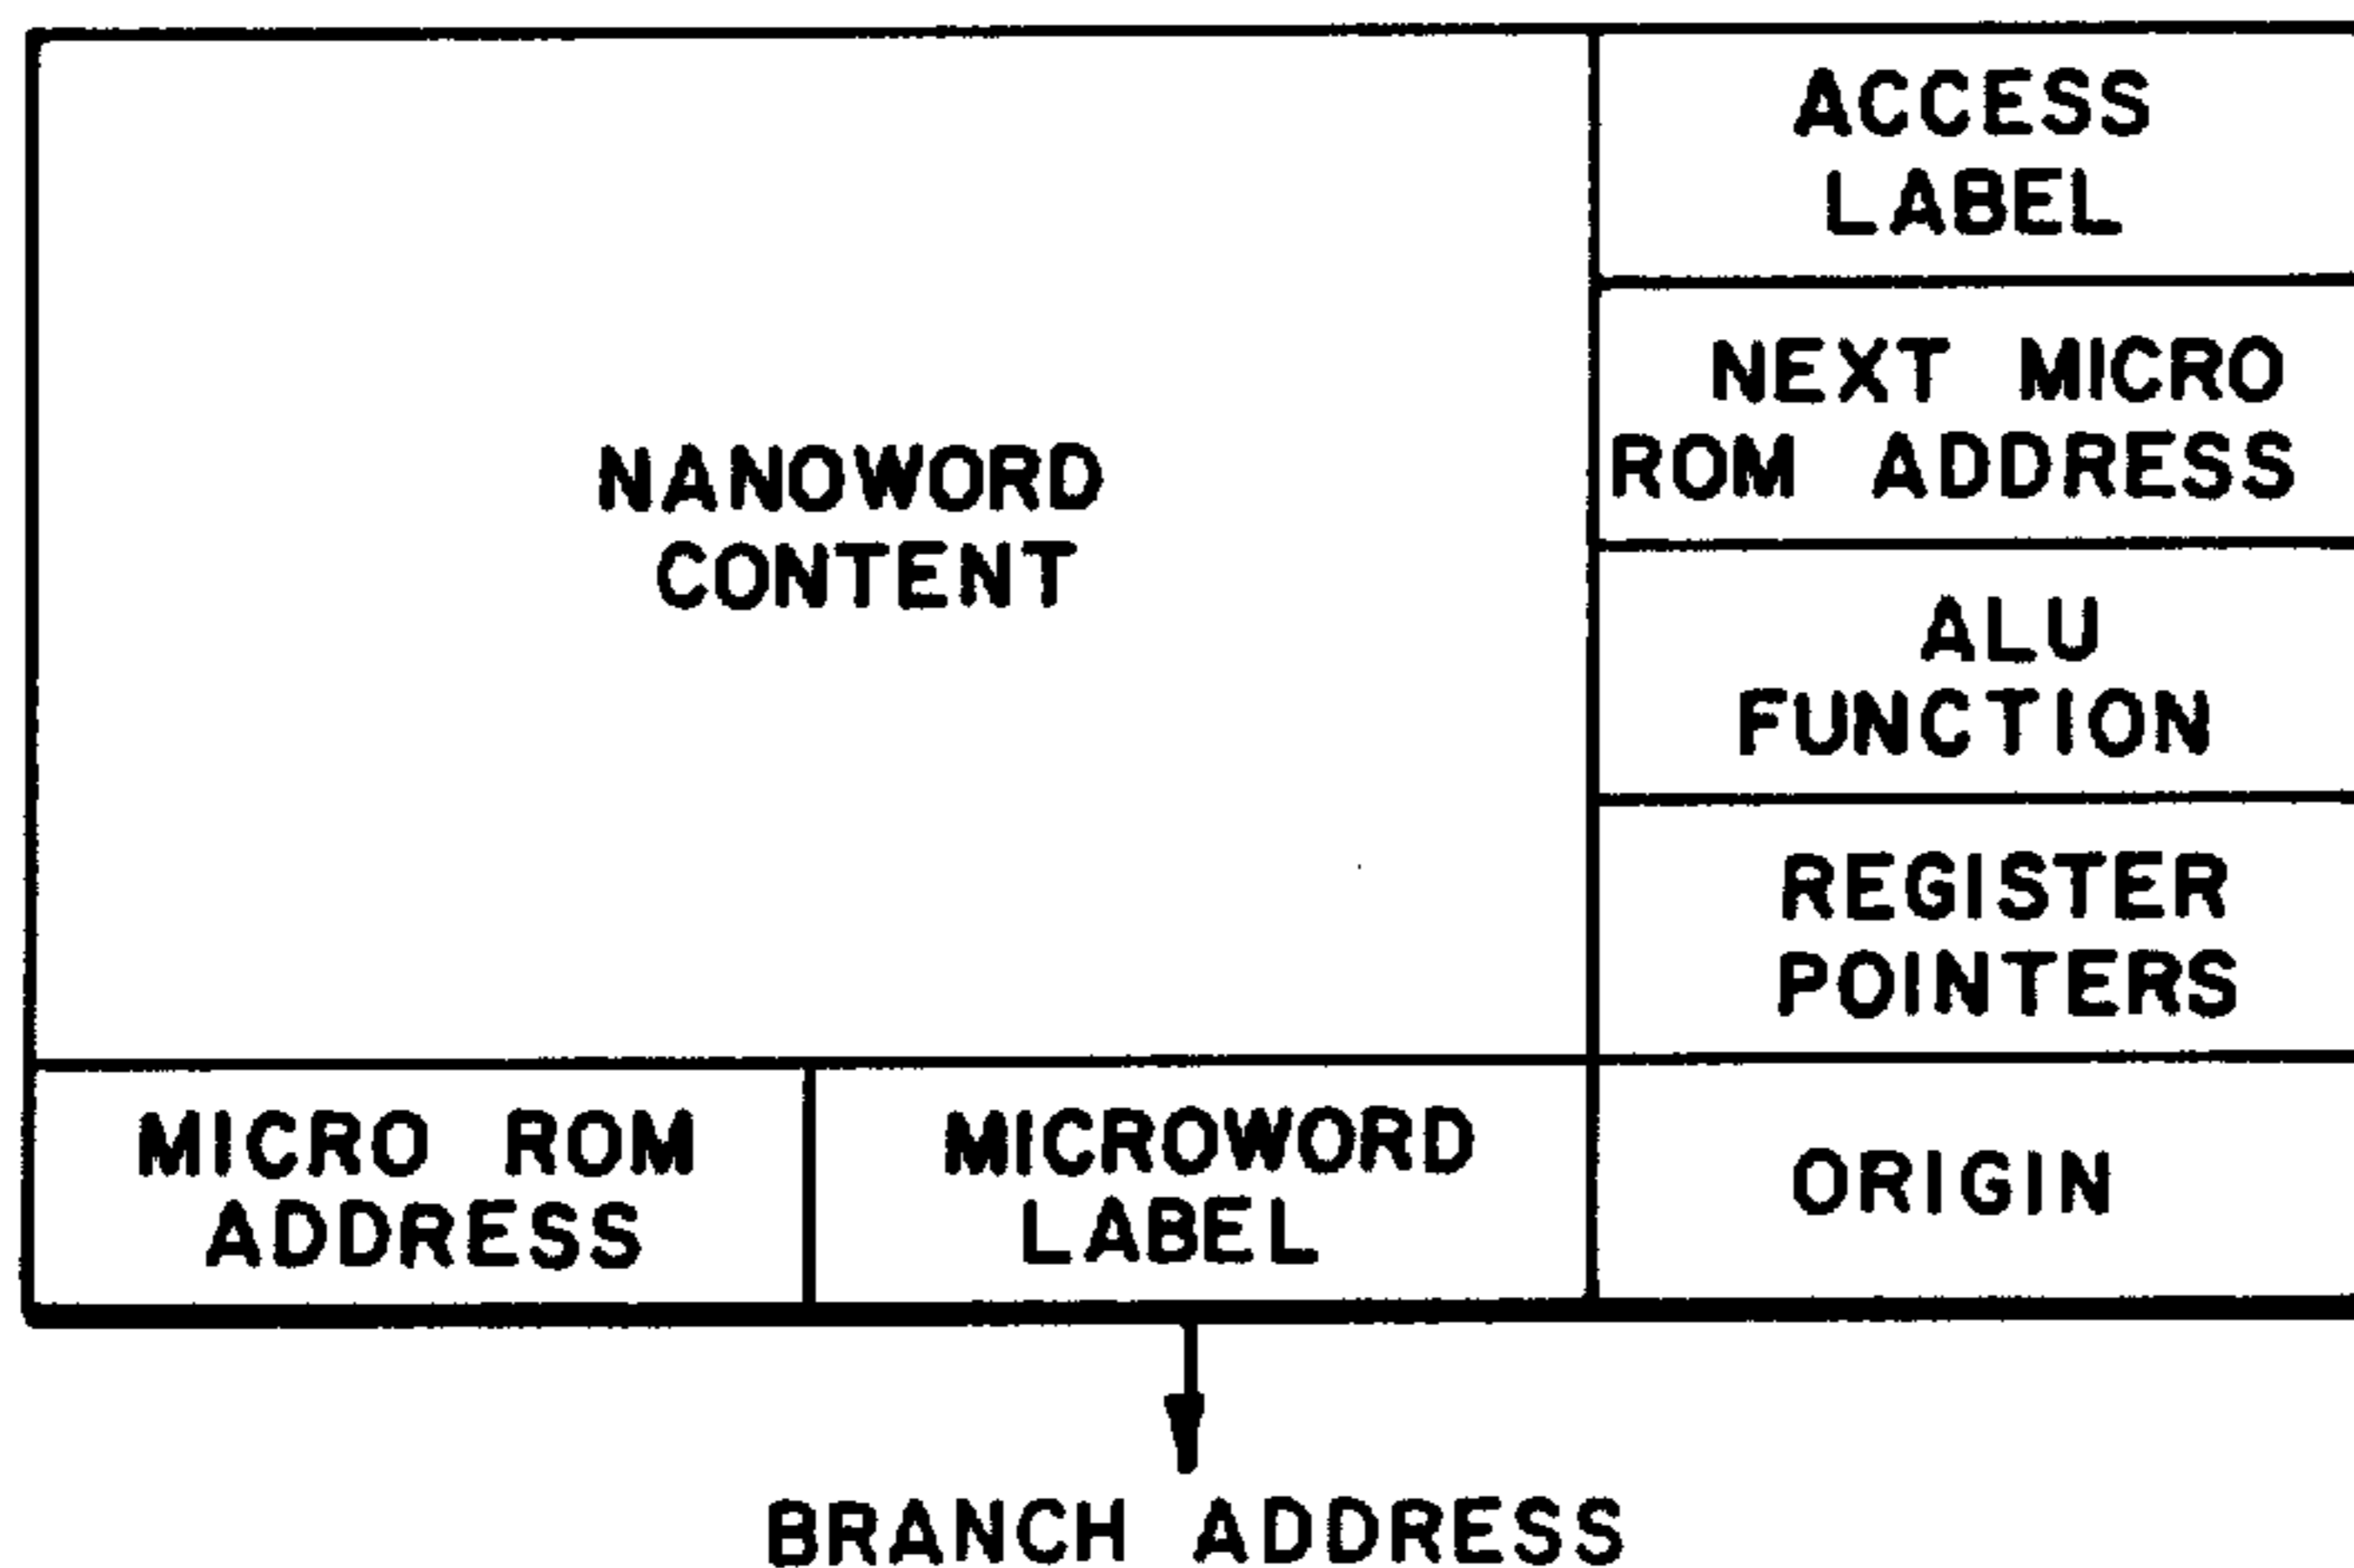 NANOWORD
CONTENT
ACCESS
LABEL
NEXT MICRO
ROM ADDRESS
ALU
FUNCTION
REGISTER
POINTERS
MICRO ROM
ADDRESS
MICROWORD
LABEL
ORIGIN
BRANCH ADDRESS